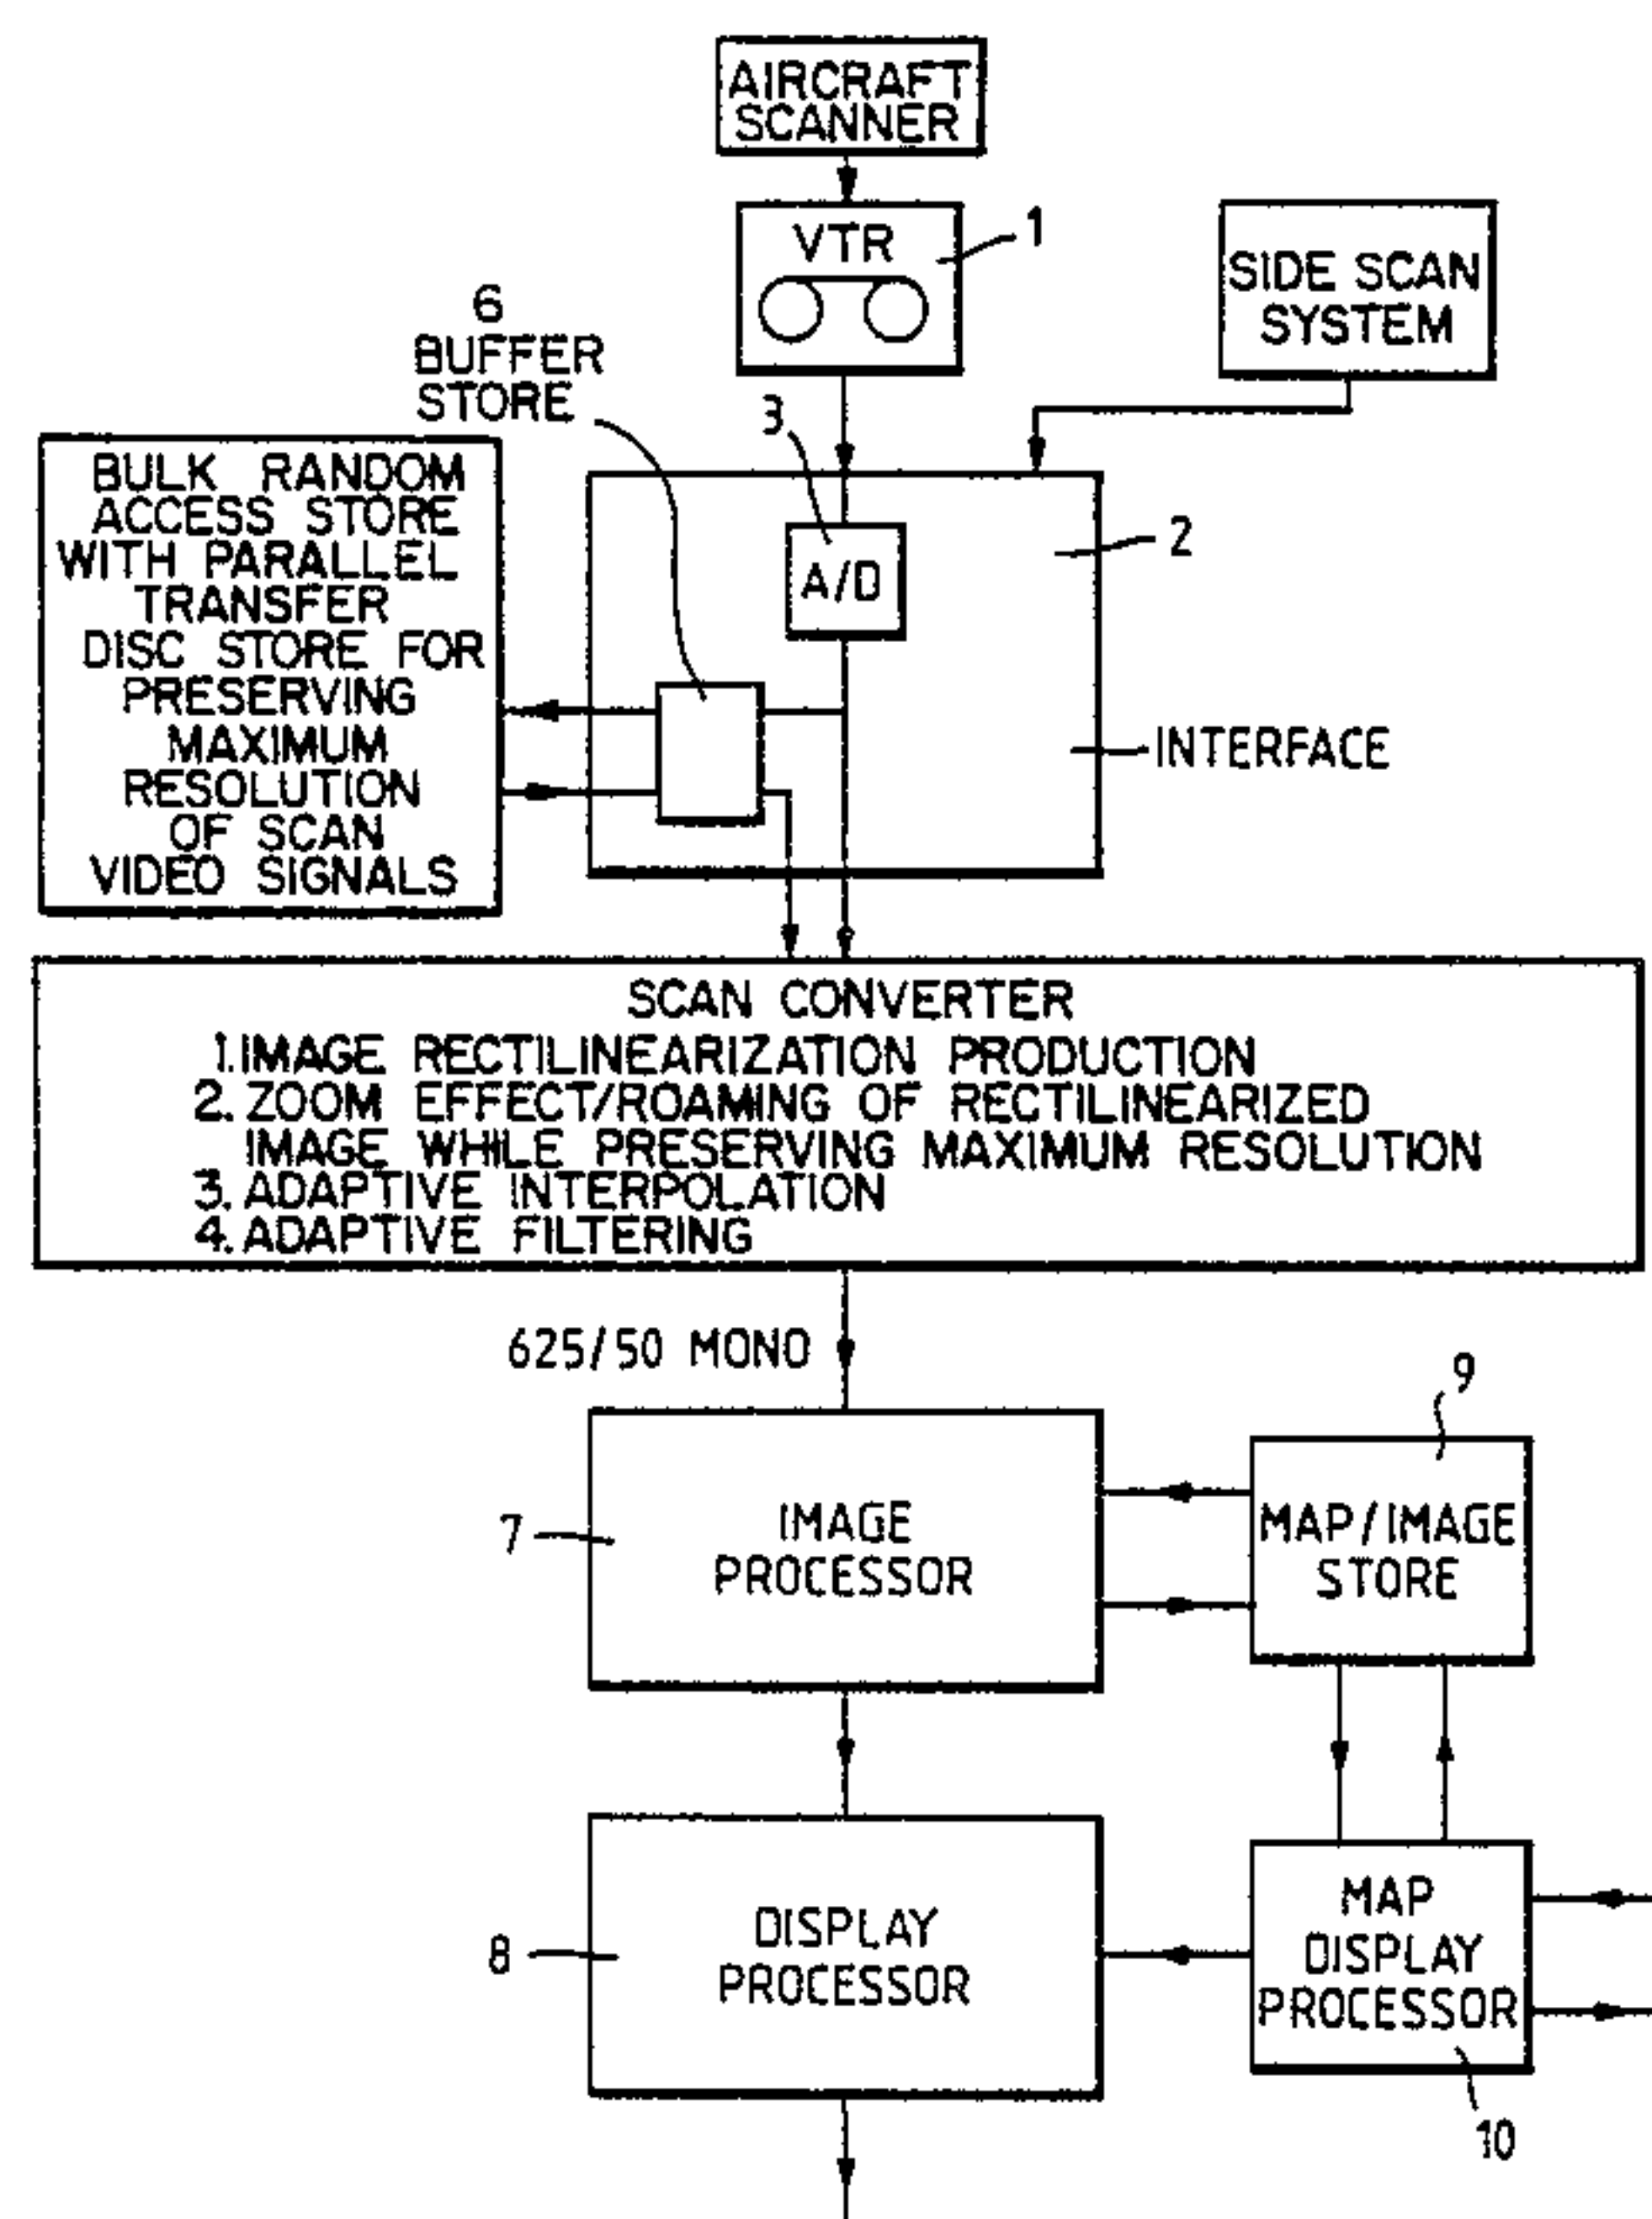 AIRCRAFT
SCANNER
VTR
1
SIDE SCAN
SYSTEM
6
BUFFER
STORE
3
BULK RANDOM
ACCESS STORE
WITH PARALLEL
TRANSFER
DISC STORE FOR
PRESERVING
MAXIMUM
RESOLUTION
OF SCAN
VIDEO SIGNALS
A/D
2
INTERFACE
SCAN CONVERTER
1. IMAGE RECTILINEARIZATION PRODUCTION
2. ZOOM EFFECT/ROAMING OF RECTILINEARIZED
IMAGE WHILE PRESERVING MAXIMUM RESOLUTION
3. ADAPTIVE INTERPOLATION
4. ADAPTIVE FILTERING
625/50 MONO
7
IMAGE
PROCESSOR
9
MAP/IMAGE
STORE
8
DISPLAY
PROCESSOR
MAP
DISPLAY
PROCESSOR
10